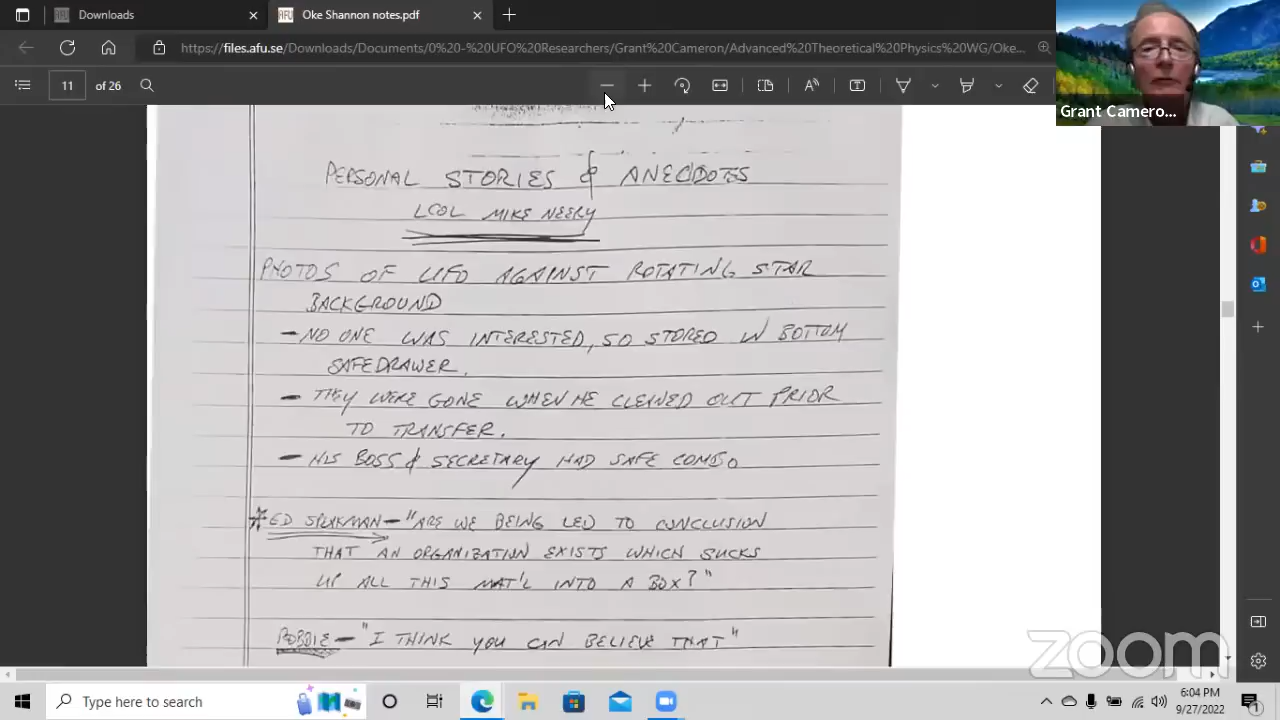 Downloads
Oke Shannon notes.pdf
https://files.afu.se/Downloads/Documents/0%20-%20UFO%20Researchers/Grant%20Cameron/Advanced%20Theoretical%20Physics%20WG/Oke...
11 of 26
Grant Camero...
PERSONAL STORIES & ANECDOTES
LCOL MIKE NEERY
PHOTOS OF UFO AGAINST ROTATING STAR
BACKGROUND
- NO ONE WAS INTERESTED, SO STORED IN BOTTOM
SAFEDRAWER.
- THEY WERE GONE WHEN HE CLEANED OUT PRIOR
TO TRANSFER.
- HIS BOSS & SECRETARY HAD SAFE COMBO
* ED SPEAKMAN - "ARE WE BEING LED TO CONCLUSION
THAT AN ORGANIZATION EXISTS WHICH SUCKS
UP ALL THIS MAT'L INTO A BOX?"
BOBBIE - "I THINK YOU CAN BELIEVE THAT"
zoom
Type here to search
6:04 PM
9/27/2022